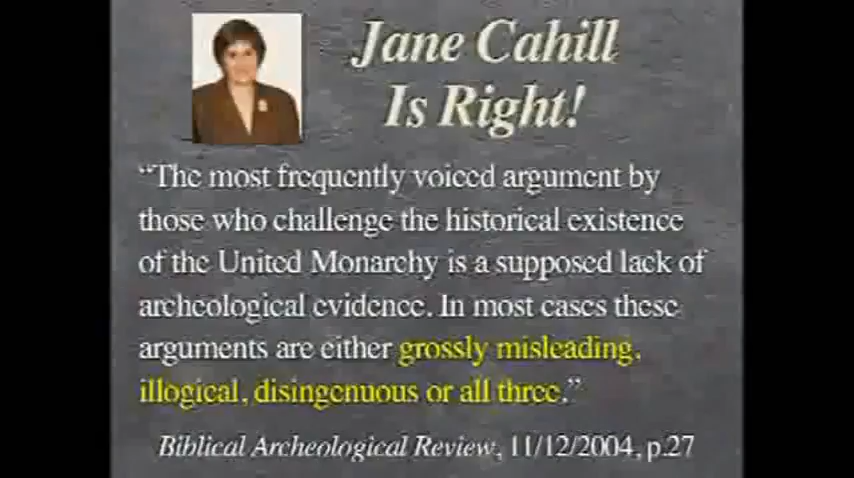 Jane Cahill
Is Right!
“The most frequently voiced argument by
those who challenge the historical existence
of the United Monarchy is a supposed lack of
archeological evidence. In most cases these
arguments are either grossly misleading,
illogical, disingenuous or all three.”
Biblical Archeological Review, 11/12/2004, p.27